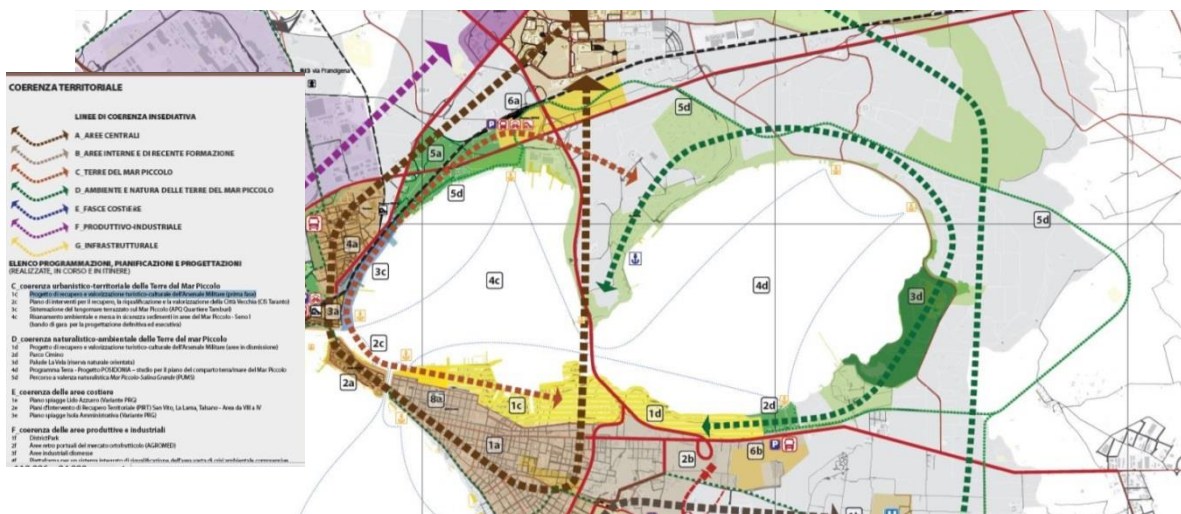 COERENZA TERRITORIALE
LINEE DI COERENZA INSEDIATIVA
A_AREE CENTRALI
B_AREE INTERNE E DI RECENTE FORMAZIONE
C_TERRE DEL MAR PICCOLO
D_AMBIENTE E NATURA DELLE TERRE DEL MAR PICCOLO
E_FASCE COSTIERE
F_PRODUTTIVO-INDUSTRIALE
G_INFRASTRUTTURALE
ELENCO PROGRAMMAZIONI, PIANIFICAZIONI E PROGETTAZIONI
(REALIZZATE, IN CORSO E IN ITINERE)
C_coerenza urbanistico-territoriale delle Terre del Mar Piccolo
1c Progetto di recupero e valorizzazione turistico-culturale dell'Arsenale Militare (prima fase)
2c Piano di interventi per il recupero, la riqualificazione e la valorizzazione della Città Vecchia (CIS Taranto)
3c Sistemazione del lungomare terrazzato sul Mar Piccolo (APQ Quartiere Tamburi)
4c Risanamento ambientale e messa in sicurezza sedimenti in aree del Mar Piccolo - Seno I
(bando di gara per la progettazione definitiva ed esecutiva)
D_coerenza naturalistico-ambientale delle Terre del mar Piccolo
1d Progetto di recupero e valorizzazione turistico-culturale dell'Arsenale Militare (aree in dismissione)
2d Parco Cimino
3d Palude La Vela (riserva naturale orientata)
4d Programma Terra - Progetto POSIDONIA – studio per il piano del comparto terra/mare del Mar Piccolo
5d Percorso a valenza naturalistica Mar Piccolo-Salina Grande (PUMS)
E_coerenza delle aree costiere
1e Piano spiagge Lido Azzurro (Variante PRG)
2e Piani d'Intervento di Recupero Territoriale (PIRT) San Vito, La Lama, Talsano - Area da VIII a IV
3e Piano spiagge Isola Amministrativa (Variante PRG)
F_coerenza delle aree produttive e industriali
1f DistriPark
2f Aree retro portuali del mercato ortofrutticolo (AGROMED)
3f Aree industriali dismesse
via Francigena
6a
5a
5d
5d
4a
3c
4c
4d
5d
3d
3a
2c
2a
8a
1c
1d
2d
1a
2b
6b
P
P